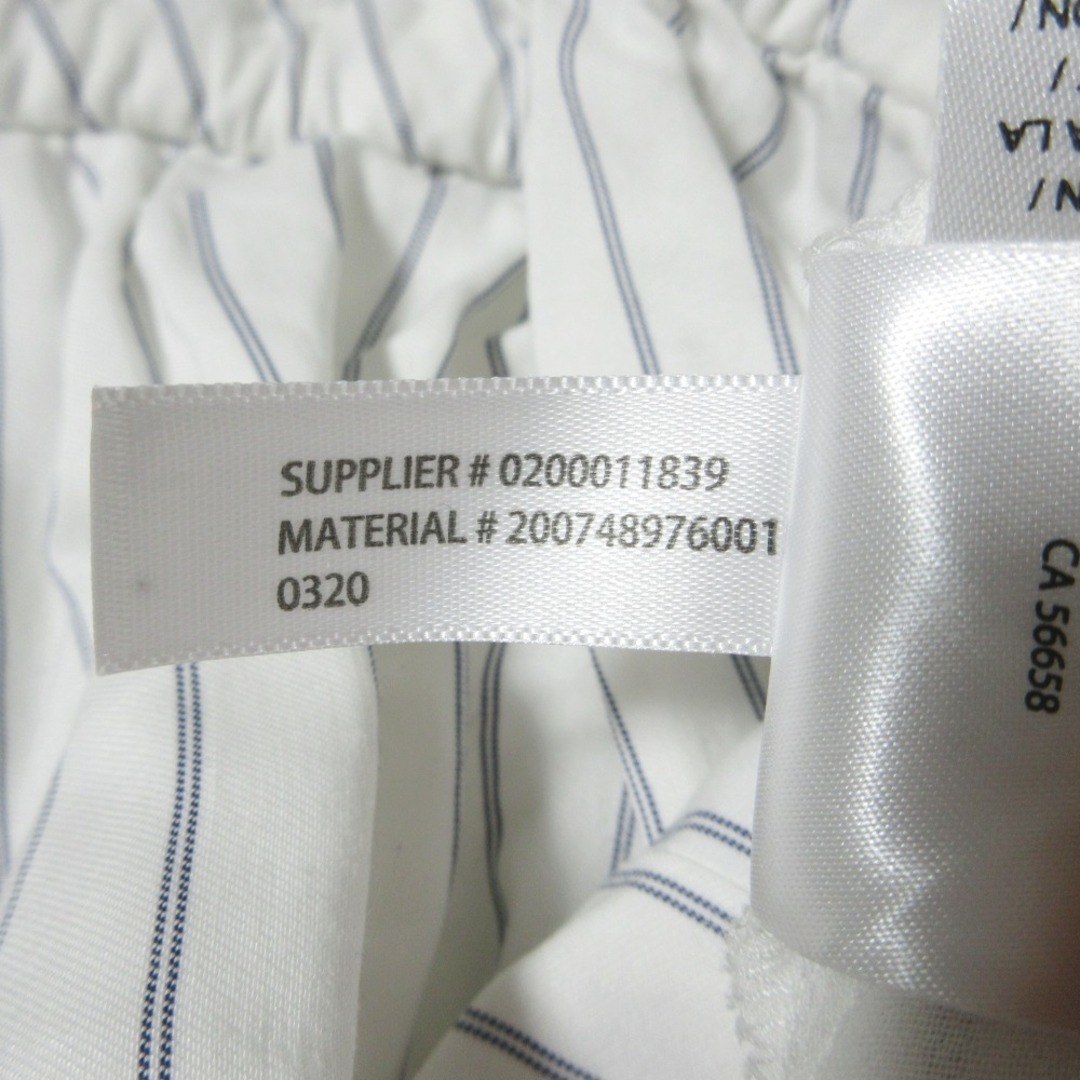 SUPPLIER # 0200011839
MATERIAL # 200748976001
0320
CA 56658